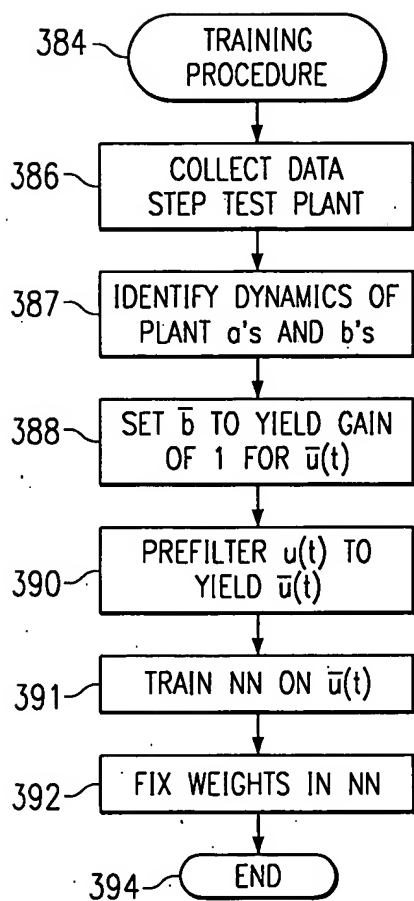 384
TRAINING
PROCEDURE
386
COLLECT DATA
STEP TEST PLANT
387
IDENTIFY DYNAMICS OF
PLANT a's AND b's
388
SET b̅ TO YIELD GAIN
OF 1 FOR u̅(t)
390
PREFILTER u(t) TO
YIELD u̅(t)
391
TRAIN NN ON u̅(t)
392
FIX WEIGHTS IN NN
394
END